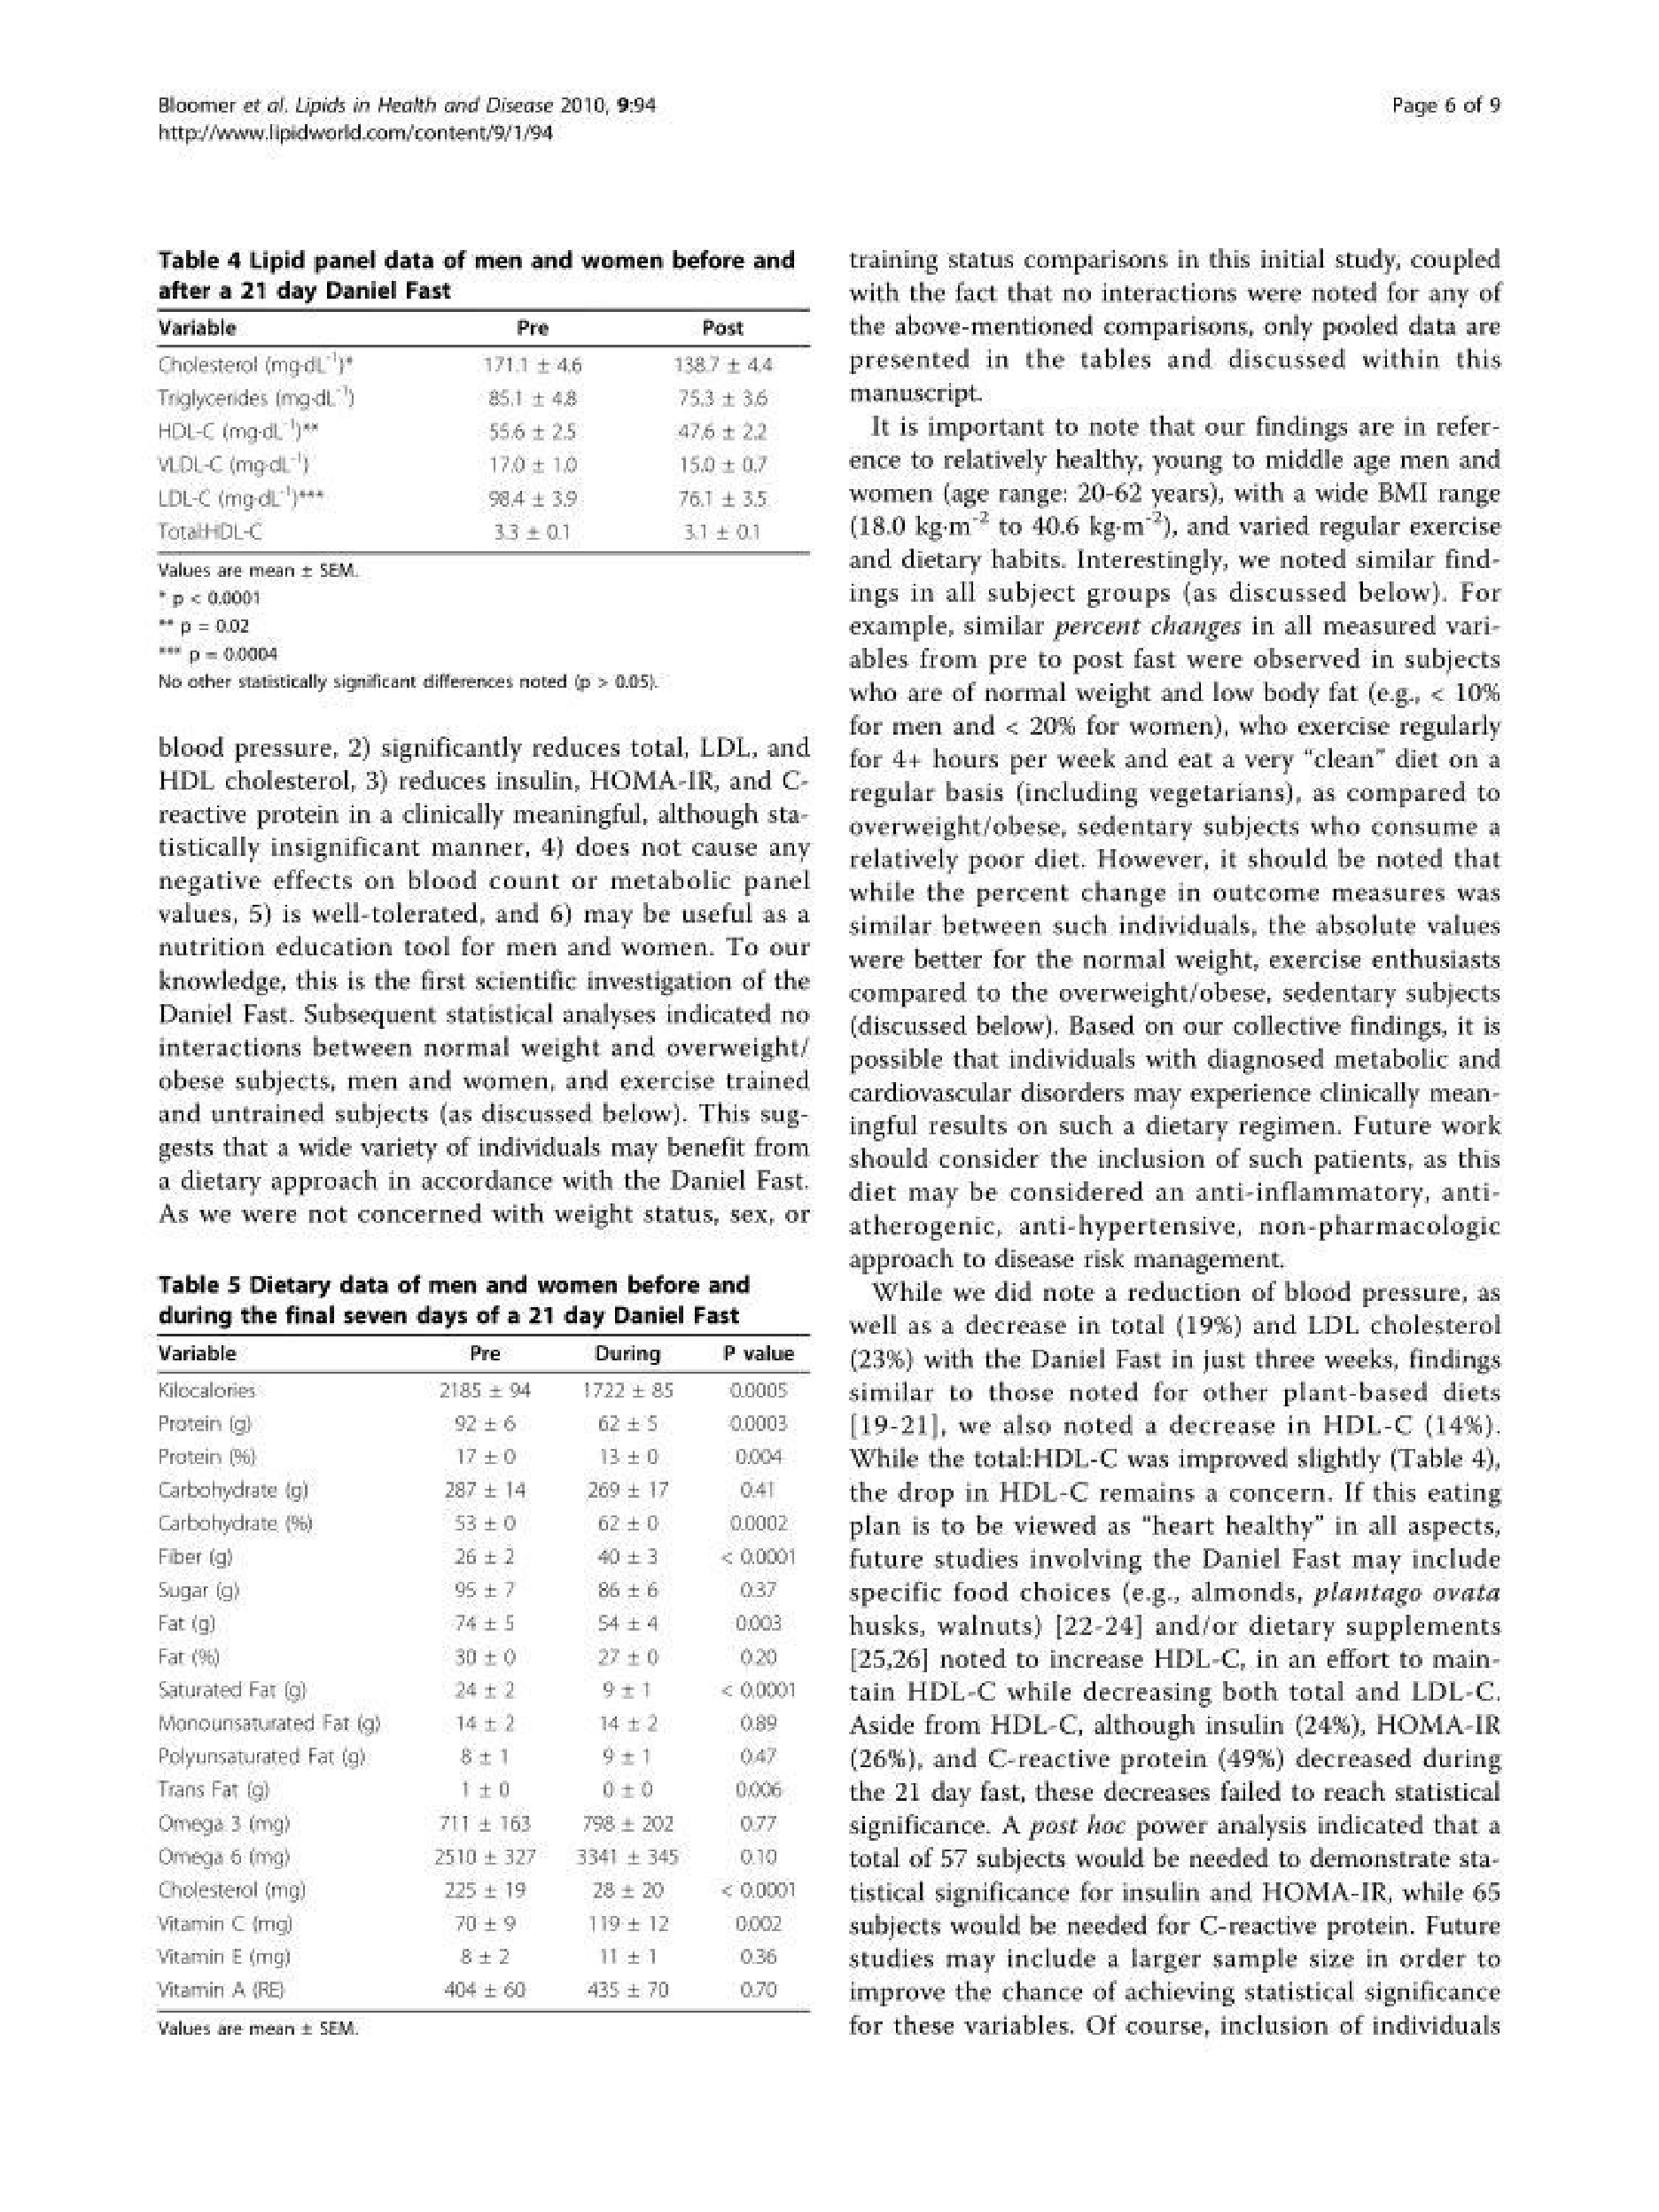 Bloomer et al. Lipids in Health and Disease 2010, 9:94
http://www.lipidworld.com/content/9/1/94
Page 6 of 9
Table 4 Lipid panel data of men and women before and
after a 21 day Daniel Fast
Variable Pre Post
Cholesterol (mg·dL-1)* 171.1 ± 4.6 138.7 ± 4.4
Triglycerides (mg·dL-1) 85.1 ± 4.8 75.3 ± 3.6
HDL-C (mg·dL-1)** 55.6 ± 2.5 47.6 ± 2.2
VLDL-C (mg·dL-1) 17.0 ± 1.0 15.0 ± 0.7
LDL-C (mg·dL-1)*** 98.4 ± 3.9 76.1 ± 3.5
Total:HDL-C 3.3 ± 0.1 3.1 ± 0.1
Values are mean ± SEM.
* p < 0.0001
** p = 0.02
*** p = 0.0004
No other statistically significant differences noted (p > 0.05).
blood pressure, 2) significantly reduces total, LDL, and
HDL cholesterol, 3) reduces insulin, HOMA-IR, and C-
reactive protein in a clinically meaningful, although sta-
tistically insignificant manner, 4) does not cause any
negative effects on blood count or metabolic panel
values, 5) is well-tolerated, and 6) may be useful as a
nutrition education tool for men and women. To our
knowledge, this is the first scientific investigation of the
Daniel Fast. Subsequent statistical analyses indicated no
interactions between normal weight and overweight/
obese subjects, men and women, and exercise trained
and untrained subjects (as discussed below). This sug-
gests that a wide variety of individuals may benefit from
a dietary approach in accordance with the Daniel Fast.
As we were not concerned with weight status, sex, or
Table 5 Dietary data of men and women before and
during the final seven days of a 21 day Daniel Fast
Variable Pre During P value
Kilocalories 2185 ± 94 1722 ± 85 0.0005
Protein (g) 92 ± 6 62 ± 5 0.0003
Protein (%) 17 ± 0 13 ± 0 0.004
Carbohydrate (g) 287 ± 14 269 ± 17 0.41
Carbohydrate (%) 53 ± 0 62 ± 0 0.0002
Fiber (g) 26 ± 2 40 ± 3 < 0.0001
Sugar (g) 95 ± 7 86 ± 6 0.37
Fat (g) 74 ± 5 54 ± 4 0.003
Fat (%) 30 ± 0 27 ± 0 0.20
Saturated Fat (g) 24 ± 2 9 ± 1 < 0.0001
Monounsaturated Fat (g) 14 ± 2 14 ± 2 0.89
Polyunsaturated Fat (g) 8 ± 1 9 ± 1 0.47
Trans Fat (g) 1 ± 0 0 ± 0 0.006
Omega 3 (mg) 711 ± 163 798 ± 202 0.77
Omega 6 (mg) 2510 ± 327 3341 ± 345 0.10
Cholesterol (mg) 225 ± 19 28 ± 20 < 0.0001
Vitamin C (mg) 70 ± 9 119 ± 12 0.002
Vitamin E (mg) 8 ± 2 11 ± 1 0.36
Vitamin A (RE) 404 ± 60 435 ± 70 0.70
Values are mean ± SEM.
training status comparisons in this initial study, coupled
with the fact that no interactions were noted for any of
the above-mentioned comparisons, only pooled data are
presented in the tables and discussed within this
manuscript.
It is important to note that our findings are in refer-
ence to relatively healthy, young to middle age men and
women (age range: 20-62 years), with a wide BMI range
(18.0 kg·m-2 to 40.6 kg·m-2), and varied regular exercise
and dietary habits. Interestingly, we noted similar find-
ings in all subject groups (as discussed below). For
example, similar percent changes in all measured vari-
ables from pre to post fast were observed in subjects
who are of normal weight and low body fat (e.g., < 10%
for men and < 20% for women), who exercise regularly
for 4+ hours per week and eat a very “clean” diet on a
regular basis (including vegetarians), as compared to
overweight/obese, sedentary subjects who consume a
relatively poor diet. However, it should be noted that
while the percent change in outcome measures was
similar between such individuals, the absolute values
were better for the normal weight, exercise enthusiasts
compared to the overweight/obese, sedentary subjects
(discussed below). Based on our collective findings, it is
possible that individuals with diagnosed metabolic and
cardiovascular disorders may experience clinically mean-
ingful results on such a dietary regimen. Future work
should consider the inclusion of such patients, as this
diet may be considered an anti-inflammatory, anti-
atherogenic, anti-hypertensive, non-pharmacologic
approach to disease risk management.
While we did note a reduction of blood pressure, as
well as a decrease in total (19%) and LDL cholesterol
(23%) with the Daniel Fast in just three weeks, findings
similar to those noted for other plant-based diets
[19-21], we also noted a decrease in HDL-C (14%).
While the total:HDL-C was improved slightly (Table 4),
the drop in HDL-C remains a concern. If this eating
plan is to be viewed as “heart healthy” in all aspects,
future studies involving the Daniel Fast may include
specific food choices (e.g., almonds, plantago ovata
husks, walnuts) [22-24] and/or dietary supplements
[25,26] noted to increase HDL-C, in an effort to main-
tain HDL-C while decreasing both total and LDL-C.
Aside from HDL-C, although insulin (24%), HOMA-IR
(26%), and C-reactive protein (49%) decreased during
the 21 day fast, these decreases failed to reach statistical
significance. A post hoc power analysis indicated that a
total of 57 subjects would be needed to demonstrate sta-
tistical significance for insulin and HOMA-IR, while 65
subjects would be needed for C-reactive protein. Future
studies may include a larger sample size in order to
improve the chance of achieving statistical significance
for these variables. Of course, inclusion of individuals